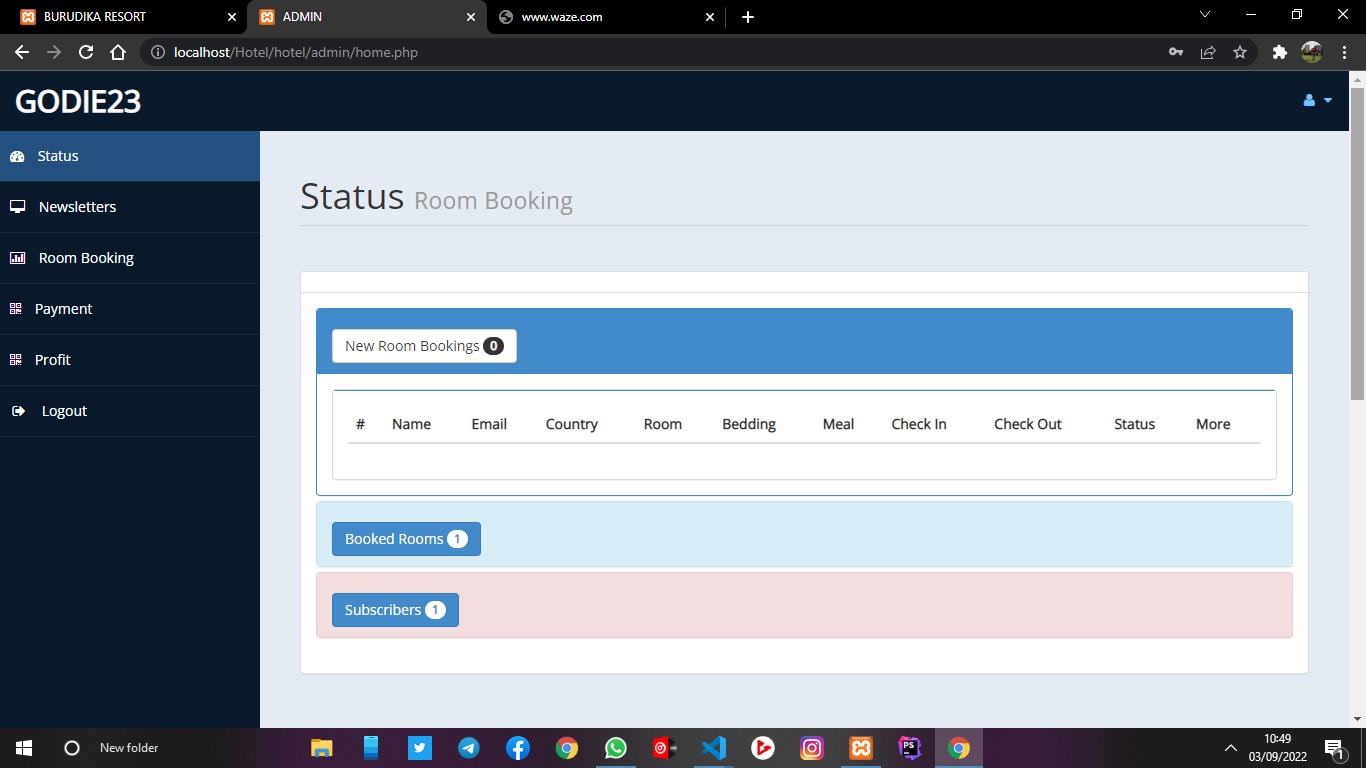 BURUDIKA RESORT
ADMIN
www.waze.com
localhost/Hotel/hotel/admin/home.php
GODIE23
Status
Newsletters
Room Booking
Payment
Profit
Logout
Status Room Booking
New Room Bookings 0
# Name Email Country Room Bedding Meal Check In Check Out Status More
Booked Rooms 1
Subscribers 1
New folder
PS
10:49
03/09/2022
1